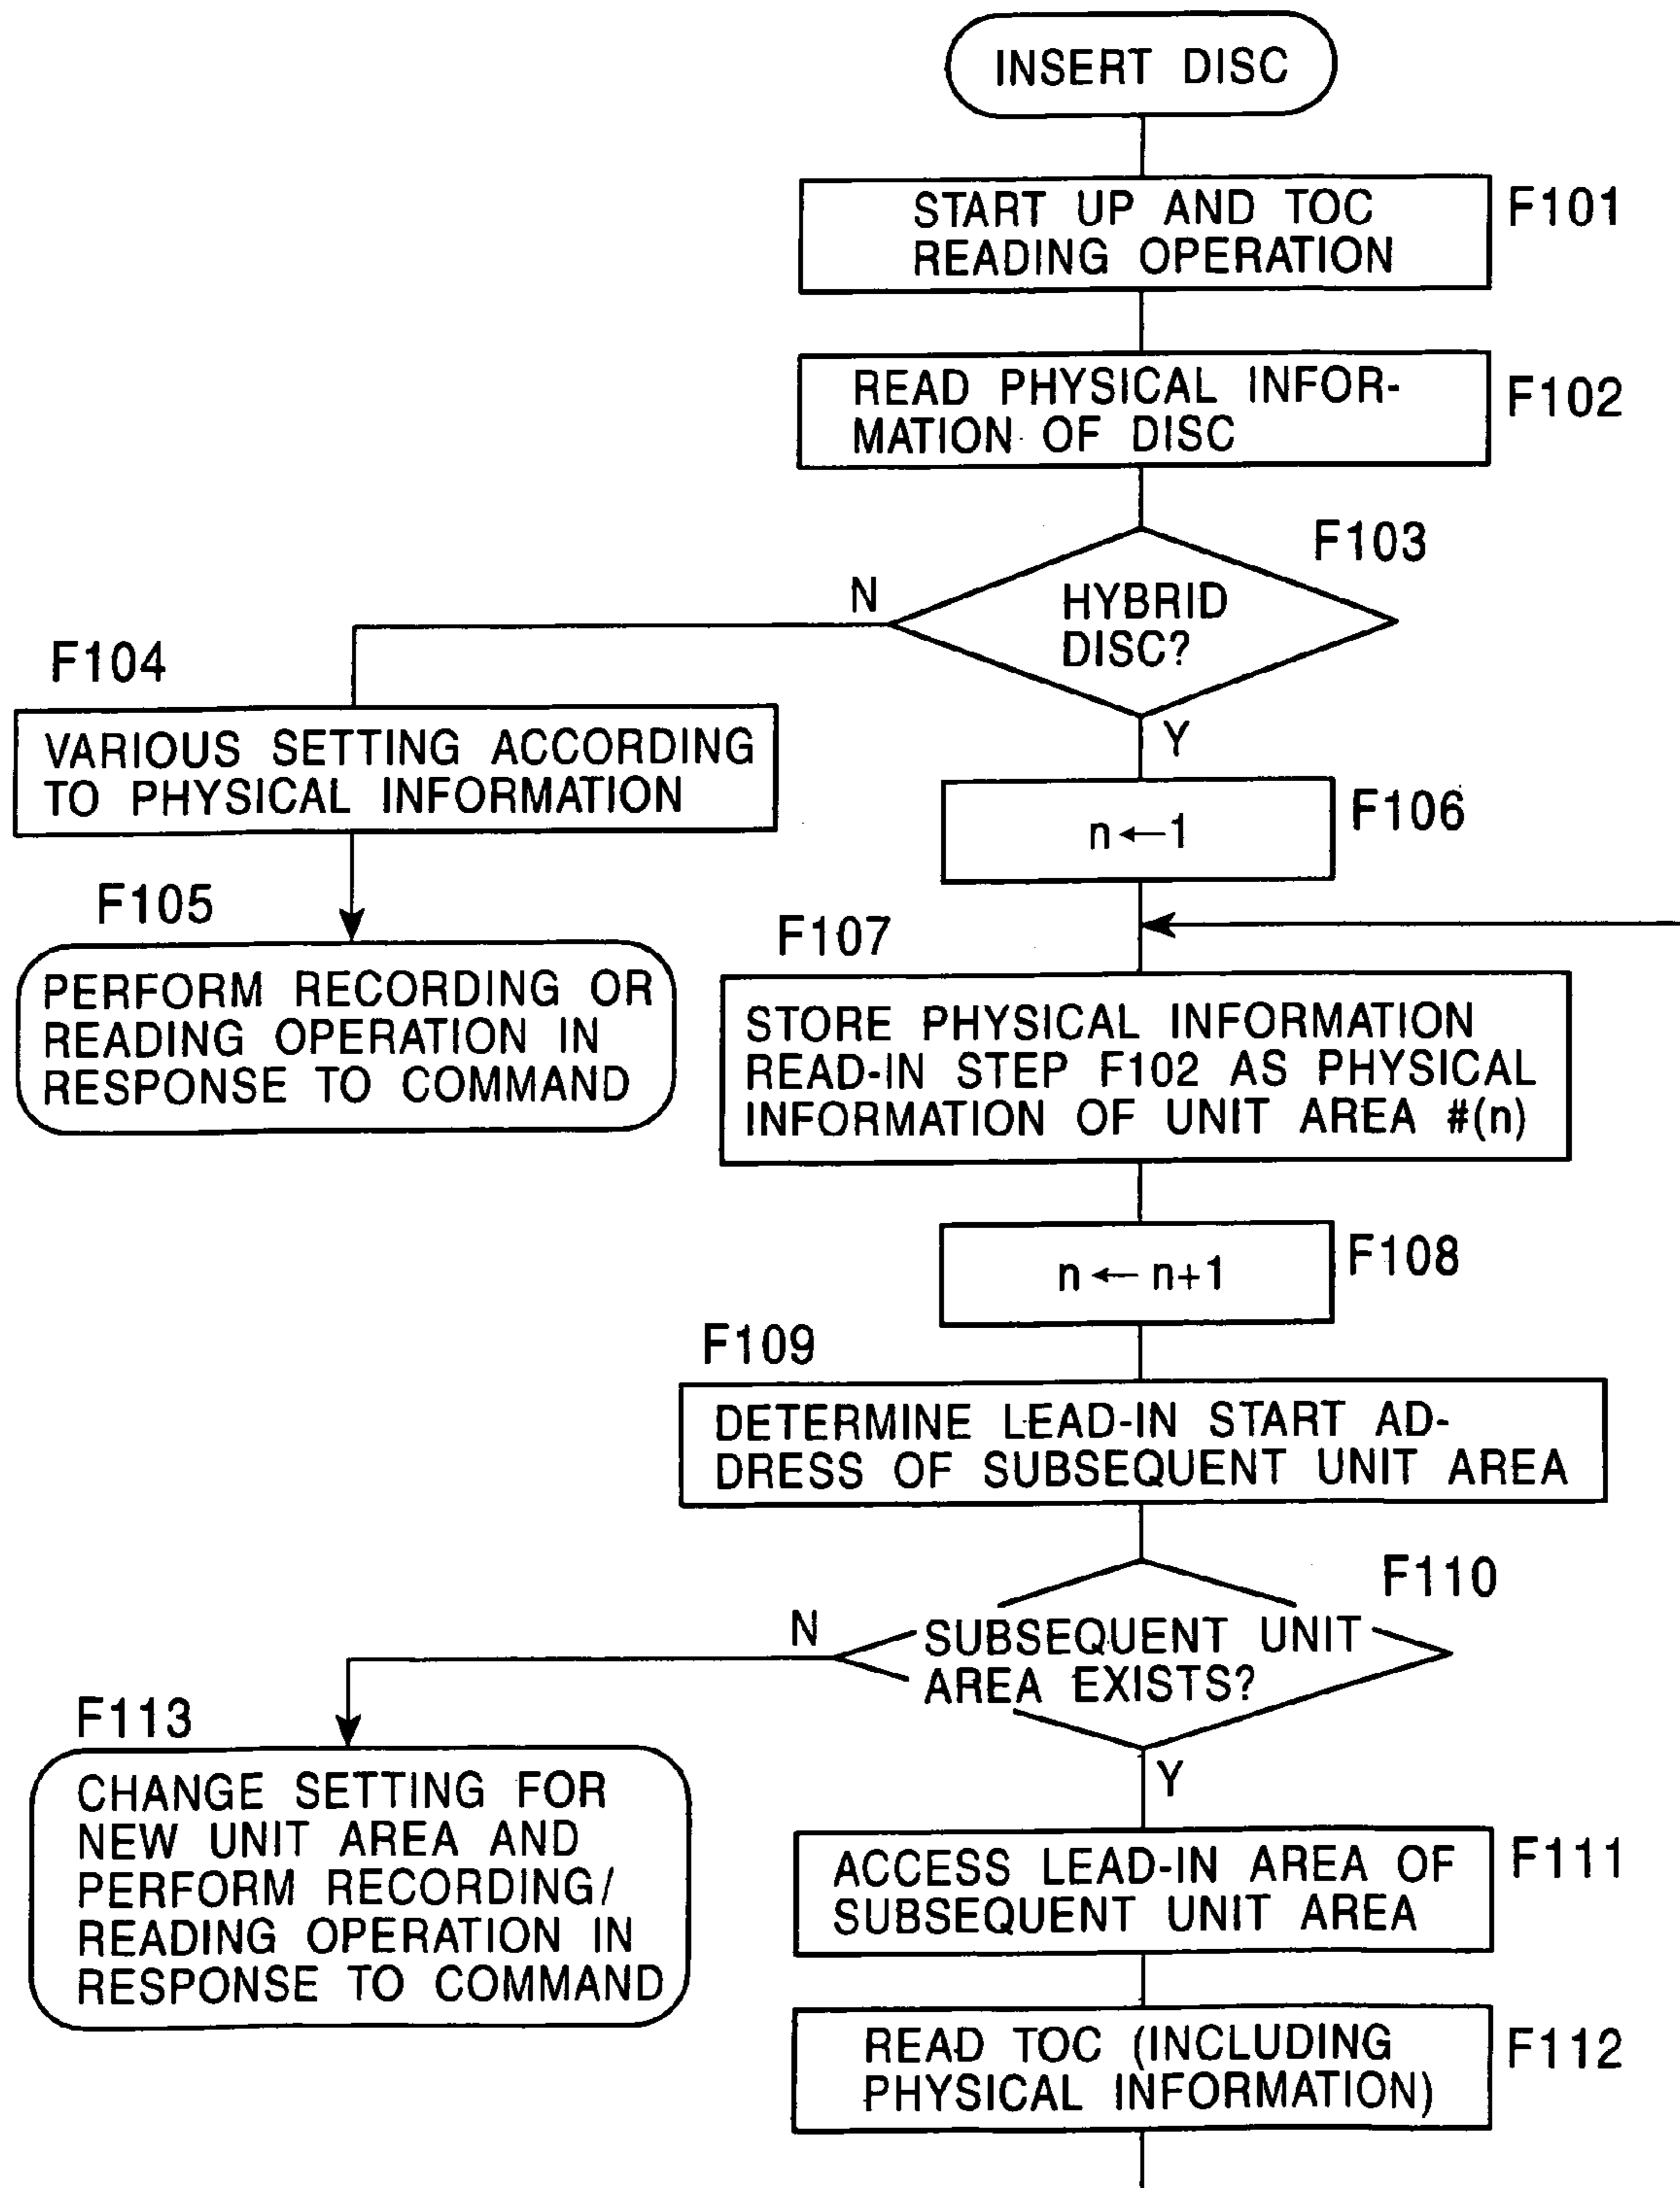 INSERT DISC
START UP AND TOC
READING OPERATION
F101
READ PHYSICAL INFOR-
MATION OF DISC
F102
F103
HYBRID
DISC?
N
Y
F104
VARIOUS SETTING ACCORDING
TO PHYSICAL INFORMATION
F105
PERFORM RECORDING OR
READING OPERATION IN
RESPONSE TO COMMAND
n←1
F106
F107
STORE PHYSICAL INFORMATION
READ-IN STEP F102 AS PHYSICAL
INFORMATION OF UNIT AREA #(n)
n←n+1
F108
F109
DETERMINE LEAD-IN START AD-
DRESS OF SUBSEQUENT UNIT AREA
F110
SUBSEQUENT UNIT
AREA EXISTS?
N
Y
F113
CHANGE SETTING FOR
NEW UNIT AREA AND
PERFORM RECORDING/
READING OPERATION IN
RESPONSE TO COMMAND
ACCESS LEAD-IN AREA OF
SUBSEQUENT UNIT AREA
F111
READ TOC (INCLUDING
PHYSICAL INFORMATION)
F112